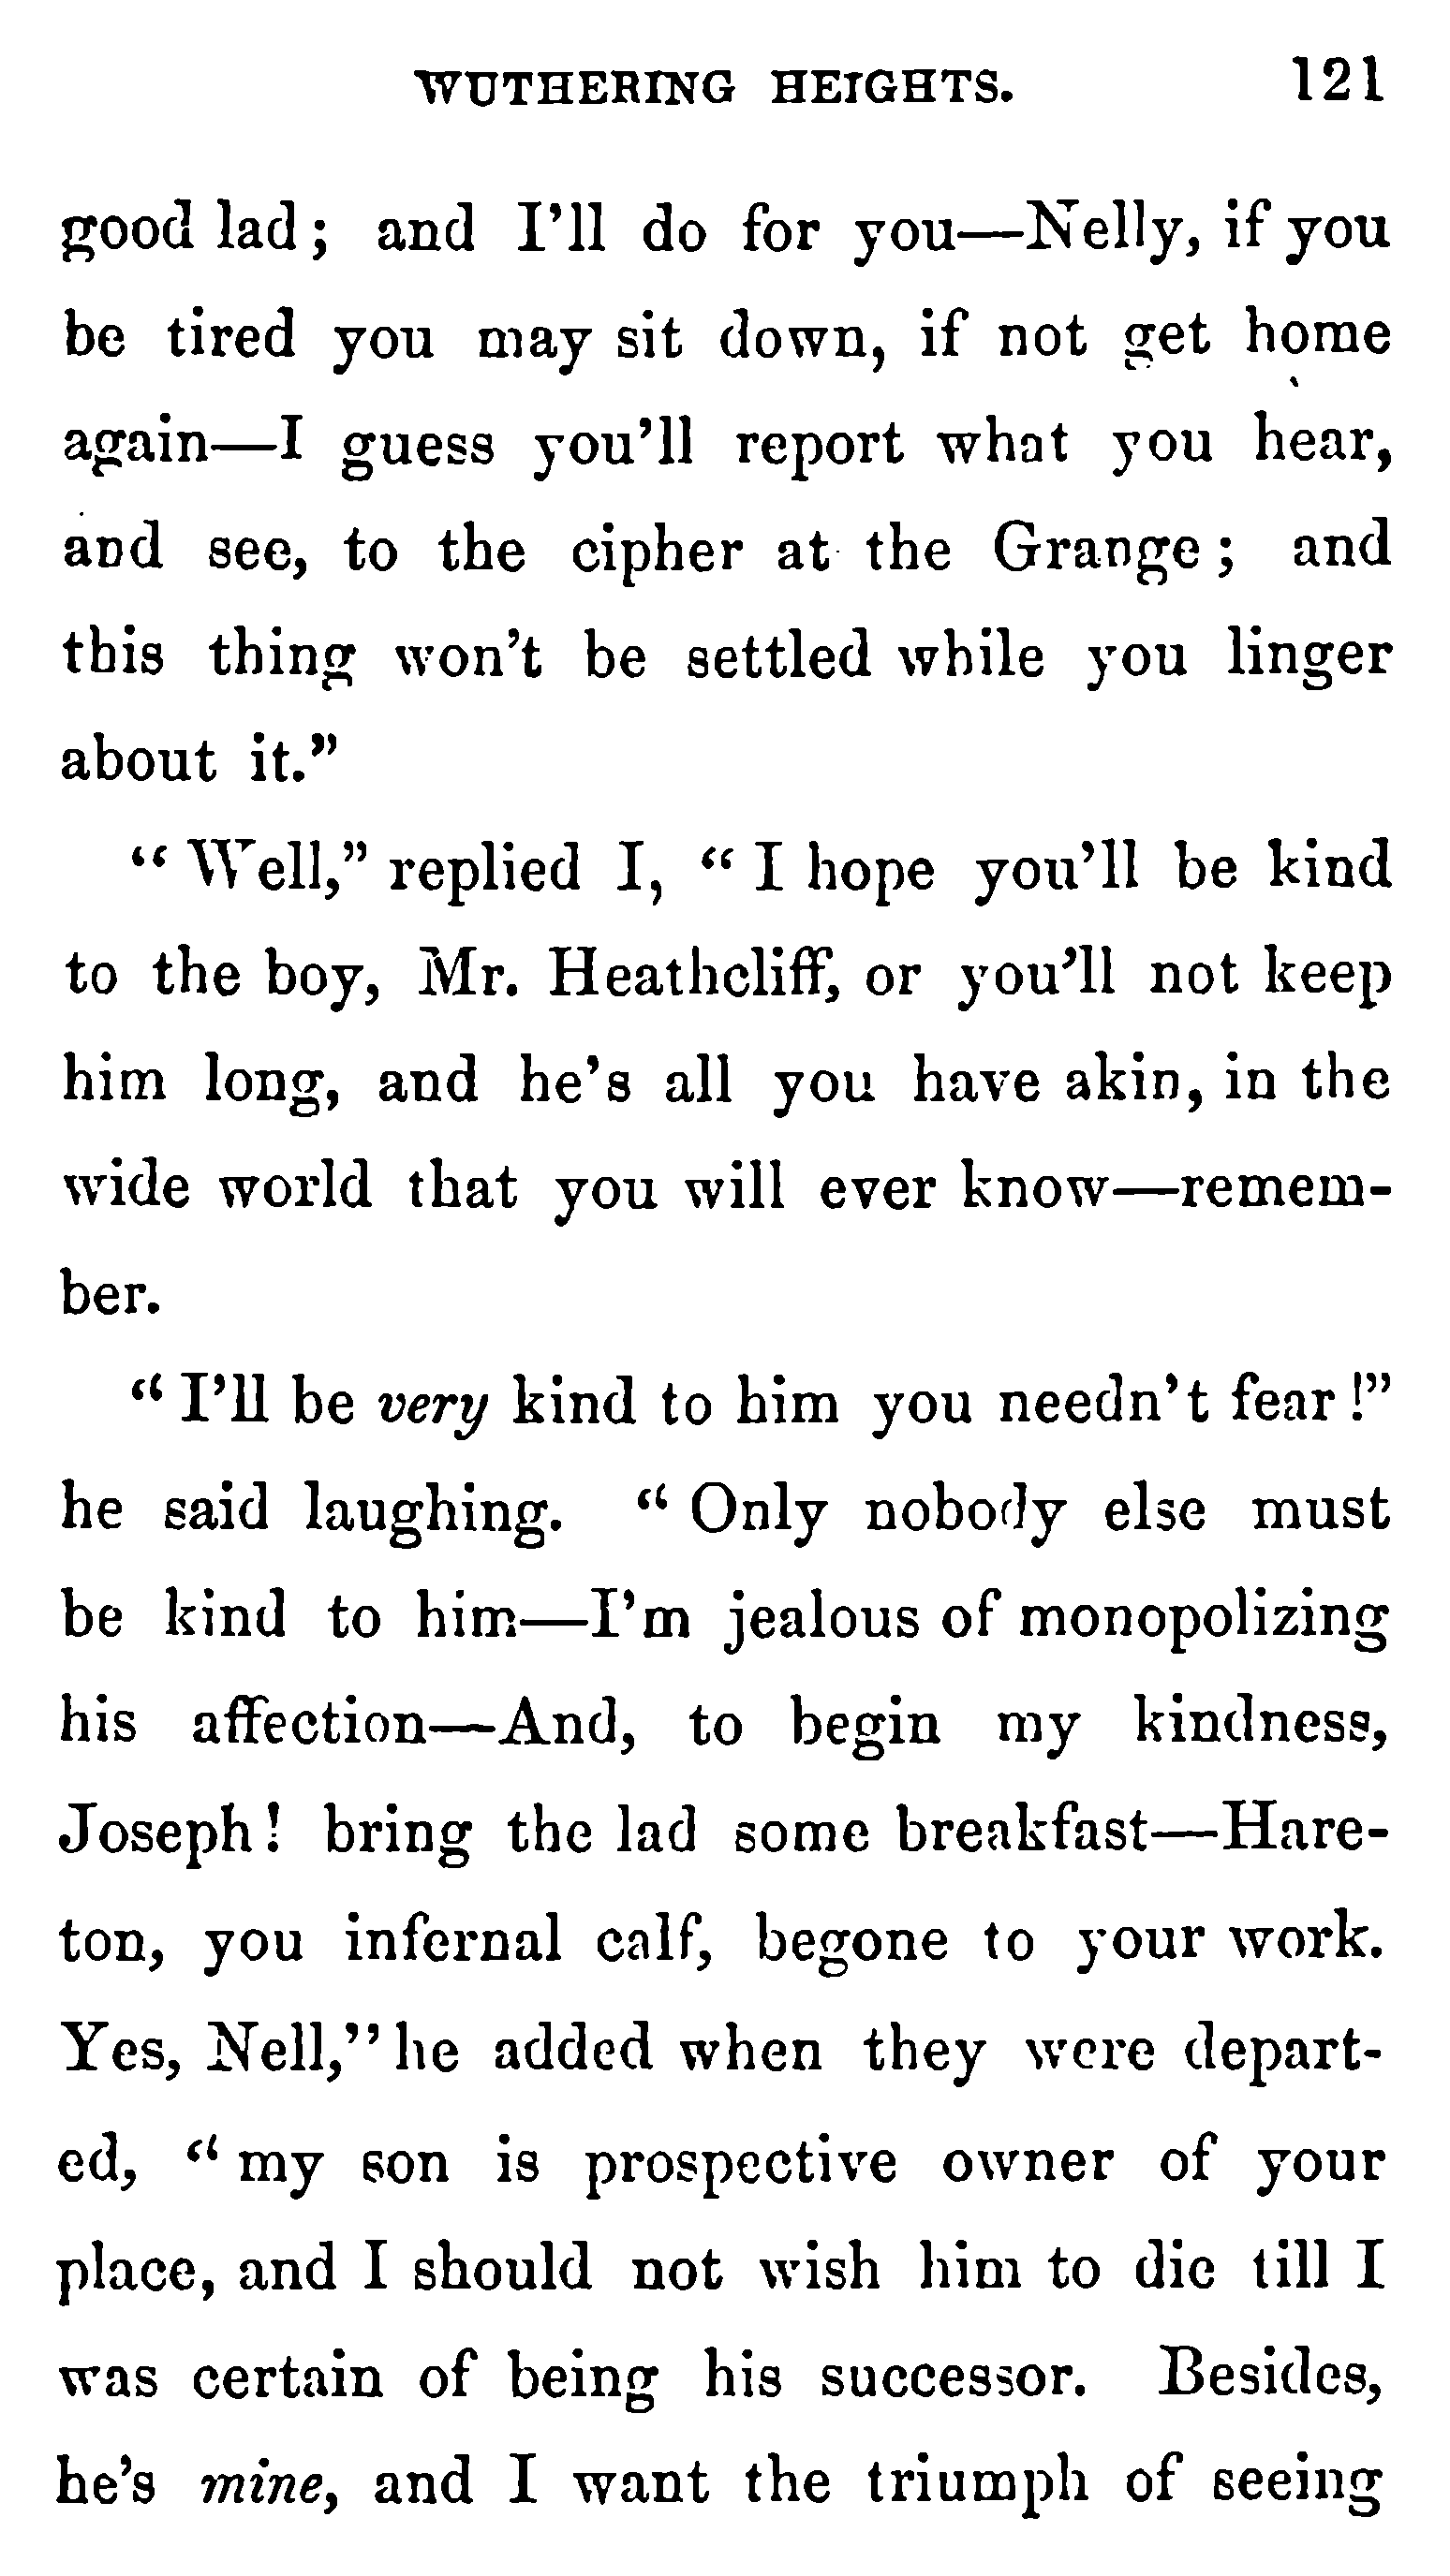 WUTHERING HEIGHTS. 121
good lad; and I'll do for you—Nelly, if you
be tired you may sit down, if not get home
again—I guess you'll report what you hear,
and see, to the cipher at the Grange; and
this thing won't be settled while you linger
about it."
"Well," replied I, "I hope you'll be kind
to the boy, Mr. Heathcliff, or you'll not keep
him long, and he's all you have akin, in the
wide world that you will ever know—remem-
ber.
"I'll be very kind to him you needn't fear!"
he said laughing. "Only nobody else must
be kind to him—I'm jealous of monopolizing
his affection—And, to begin my kindness,
Joseph! bring the lad some breakfast—Hare-
ton, you infernal calf, begone to your work.
Yes, Nell," he added when they were depart-
ed, "my son is prospective owner of your
place, and I should not wish him to die till I
was certain of being his successor. Besides,
he's mine, and I want the triumph of seeing